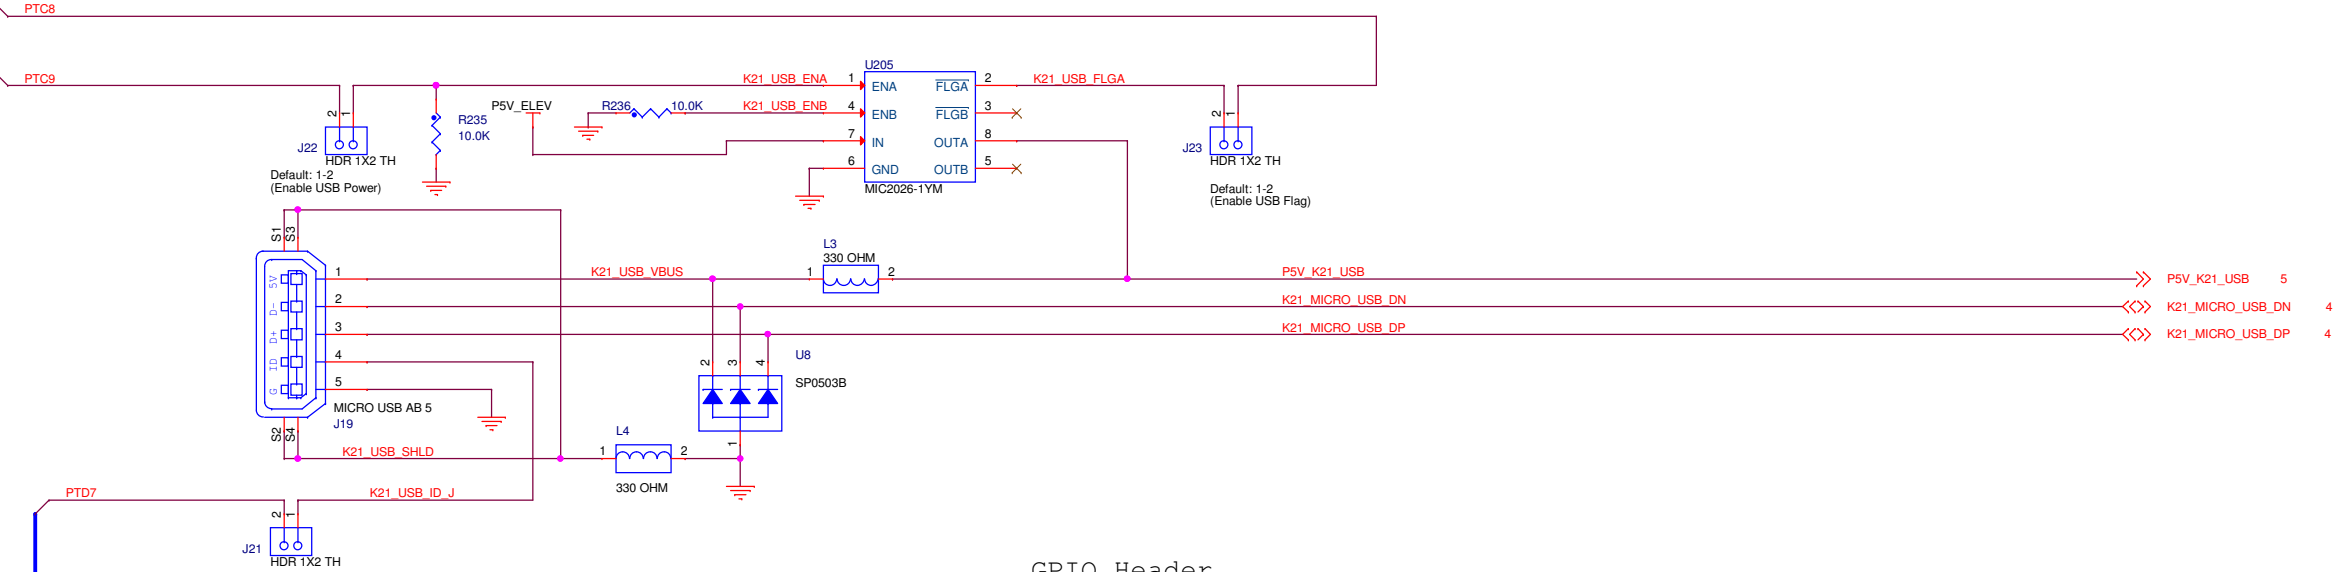 PTC8
PTC9
K21_USB_ENA
1
U205
ENA
FLGA
2
K21_USB_FLGA
P5V_ELEV
R236
10.0K
K21_USB_ENB
4
ENB
FLGB
3
2
1
R235
10.0K
7
IN
OUTA
8
2
1
J22
HDR 1X2 TH
6
GND
OUTB
5
J23
HDR 1X2 TH
Default: 1-2
(Enable USB Power)
MIC2026-1YM
Default: 1-2
(Enable USB Flag)
S1
S3
L3
330 OHM
5V
1
K21_USB_VBUS
1
2
P5V_K21_USB
P5V_K21_USB
5
D-
2
K21_MICRO_USB_DN
K21_MICRO_USB_DN
4
D+
3
K21_MICRO_USB_DP
K21_MICRO_USB_DP
4
ID
4
2
3
4
U8
SP0503B
G
5
MICRO USB AB 5
J19
S2
S4
K21_USB_SHLD
L4
1
2
1
330 OHM
PTD7
K21_USB_ID_J
2
1
J21
HDR 1X2 TH
GPIO Header